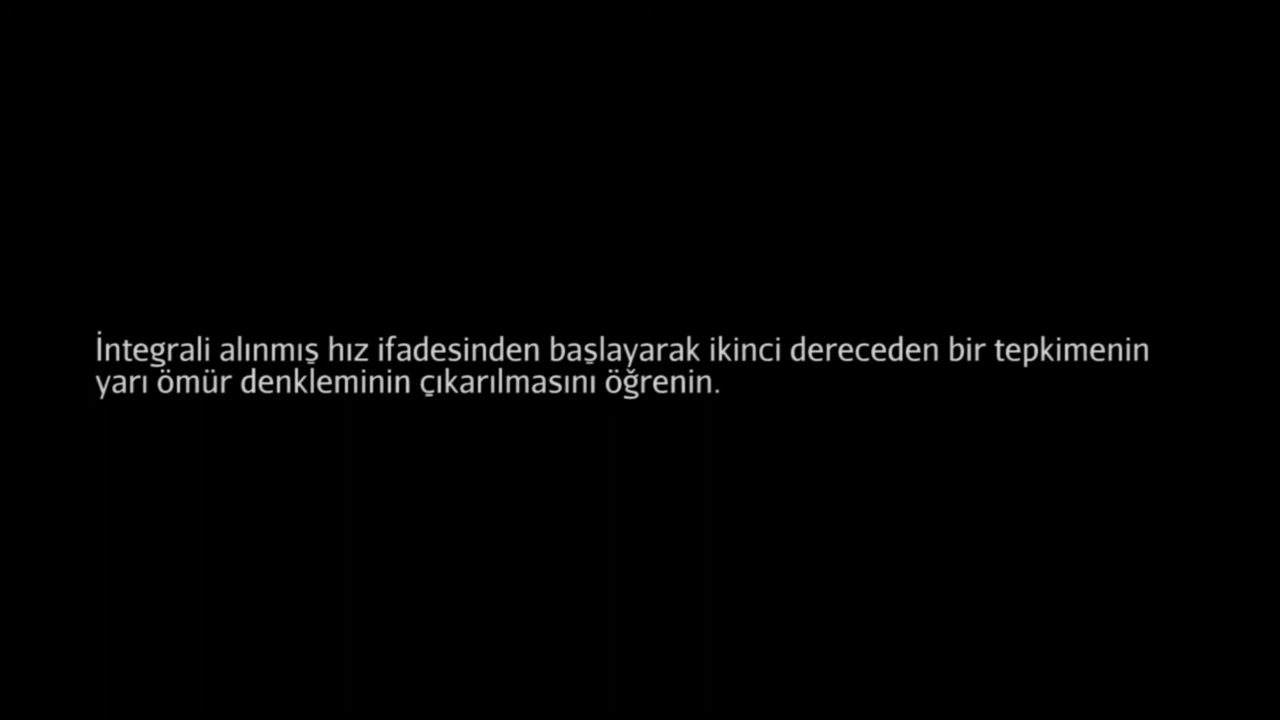 İntegrali alınmış hız ifadesinden başlayarak ikinci dereceden bir tepkimenin
yarı ömür denkleminin çıkarılmasını öğrenin.